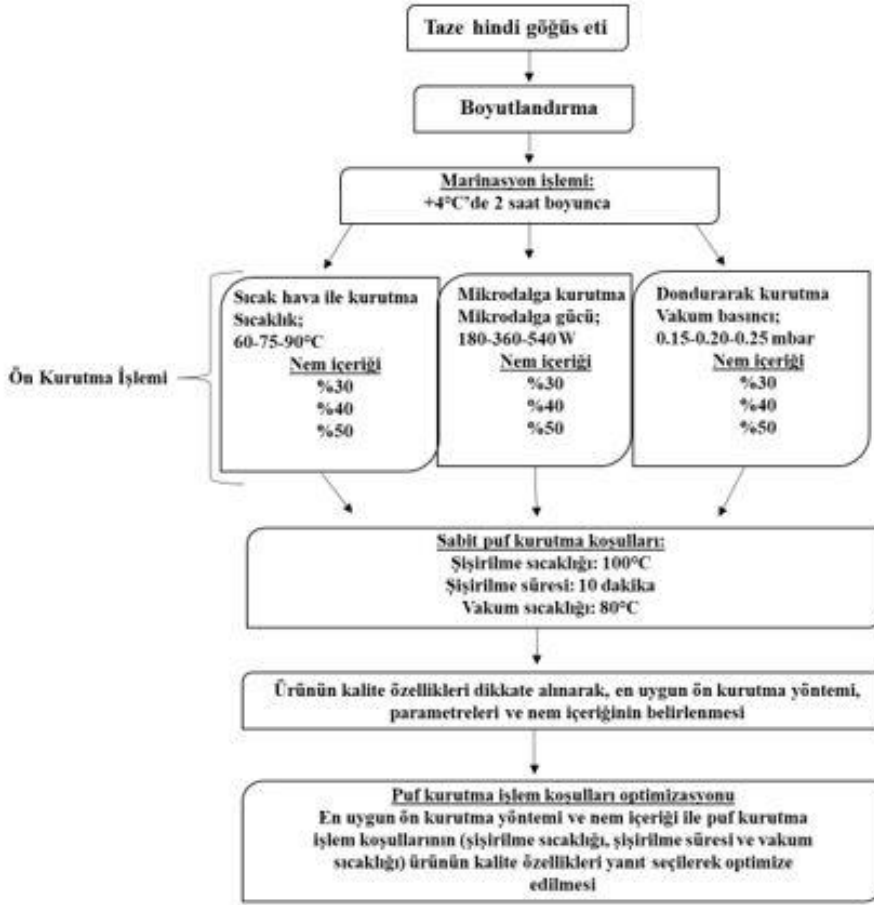 Taze hindi göğüs eti
Boyutlandırma
Marinasyon işlemi:
+4°C'de 2 saat boyunca
Ön Kurutma İşlemi
Sıcak hava ile kurutma
Sıcaklık;
60-75-90°C
Nem içeriği
%30
%40
%50
Mikrodalga kurutma
Mikrodalga gücü;
180-360-540 W
Nem içeriği
%30
%40
%50
Dondurarak kurutma
Vakum basıncı;
0.15-0.20-0.25 mbar
Nem içeriği
%30
%40
%50
Sabit puf kurutma koşulları:
Şişirilme sıcaklığı: 100°C
Şişirilme süresi: 10 dakika
Vakum sıcaklığı: 80°C
Ürünün kalite özellikleri dikkate alınarak, en uygun ön kurutma yöntemi,
parametreleri ve nem içeriğinin belirlenmesi
Puf kurutma işlem koşulları optimizasyonu
En uygun ön kurutma yöntemi ve nem içeriği ile puf kurutma
işlem koşullarının (şişirilme sıcaklığı, şişirilme süresi ve vakum
sıcaklığı) ürünün kalite özellikleri yanıt seçilerek optimize
edilmesi